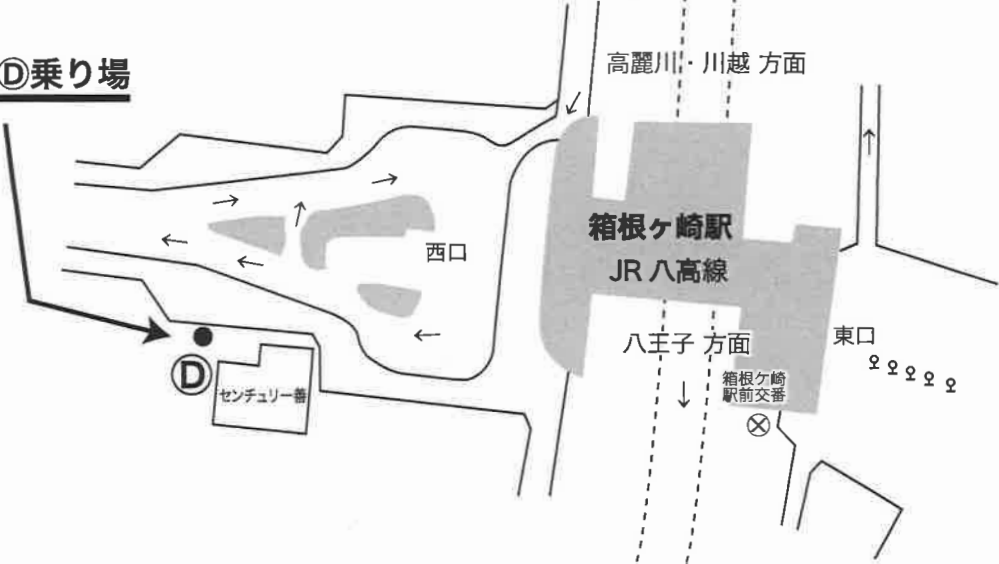 Ⓓ乗り場
高麗川・川越 方面
箱根ヶ崎駅
JR 八高線
西口
東口
八王子 方面
箱根ケ崎
駅前交番
Ⓓ
センチュリー善